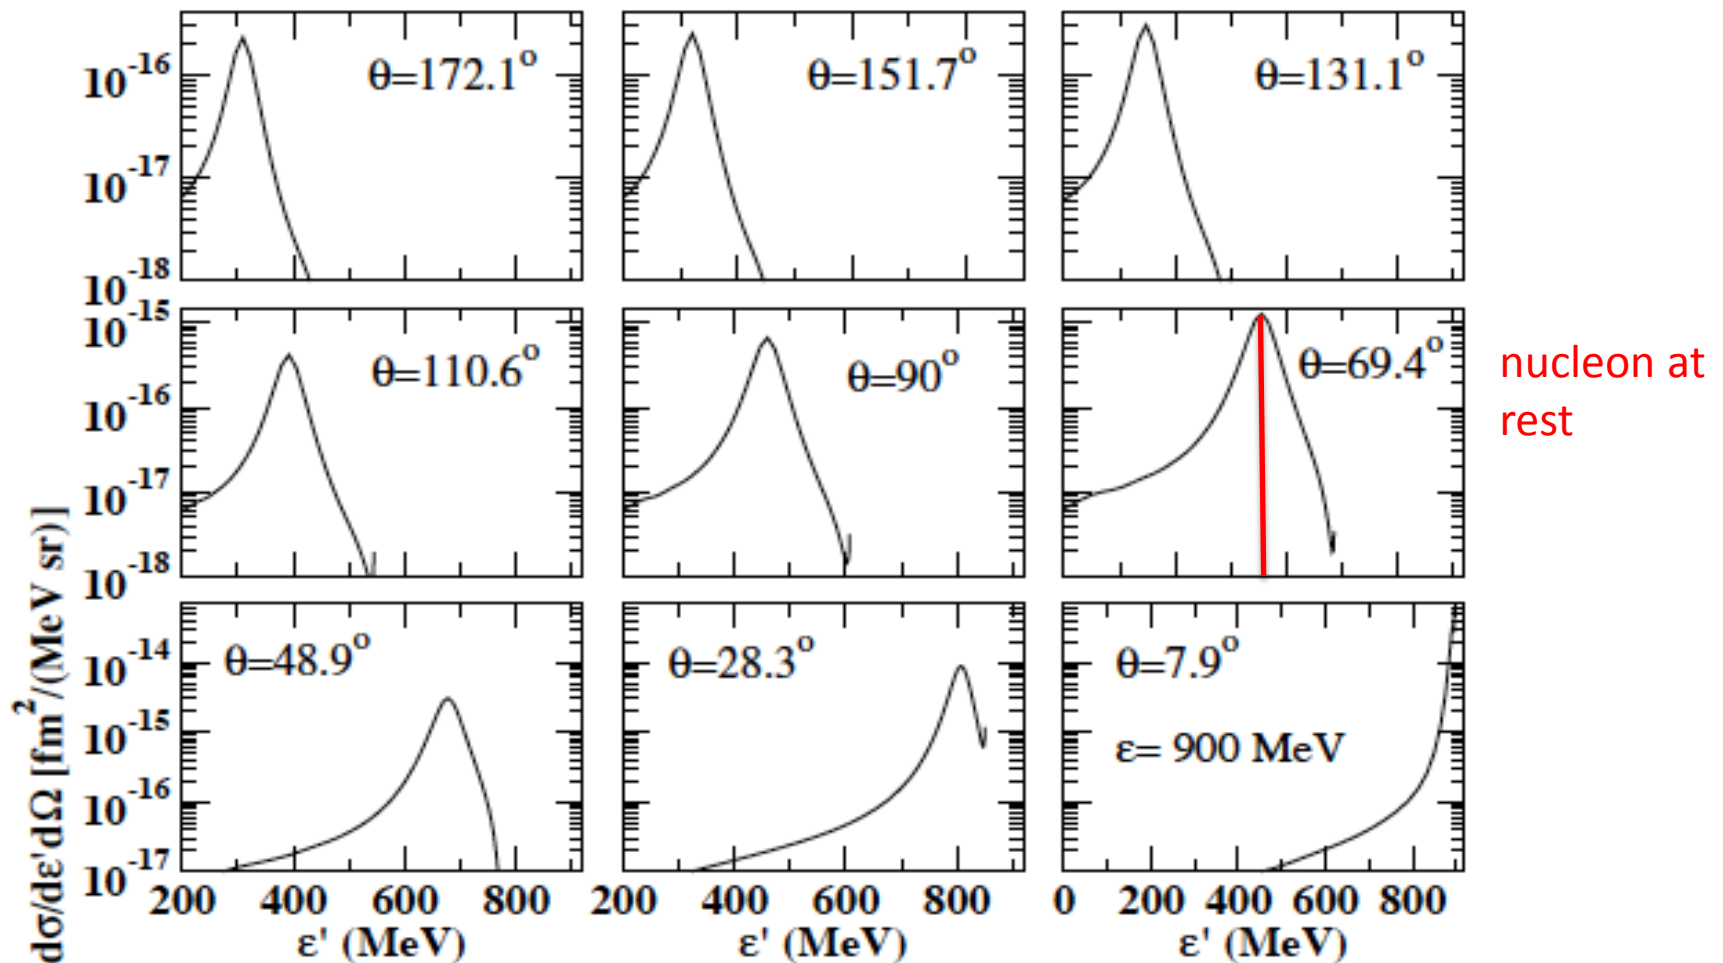 10⁻¹⁶
10⁻¹⁷
10⁻¹⁸
θ=172.1°
θ=151.7°
θ=131.1°
10⁻¹⁵
10⁻¹⁶
10⁻¹⁷
10⁻¹⁸
θ=110.6°
θ=90°
θ=69.4°
nucleon at
rest
10⁻¹⁴
10⁻¹⁵
10⁻¹⁶
10⁻¹⁷
θ=48.9°
θ=28.3°
θ=7.9°
ε= 900 MeV
200 400 600 800
200 400 600 800
0 200 400 600 800
ε' (MeV)
ε' (MeV)
ε' (MeV)
dσ/dε'dΩ [fm²/(MeV sr)]